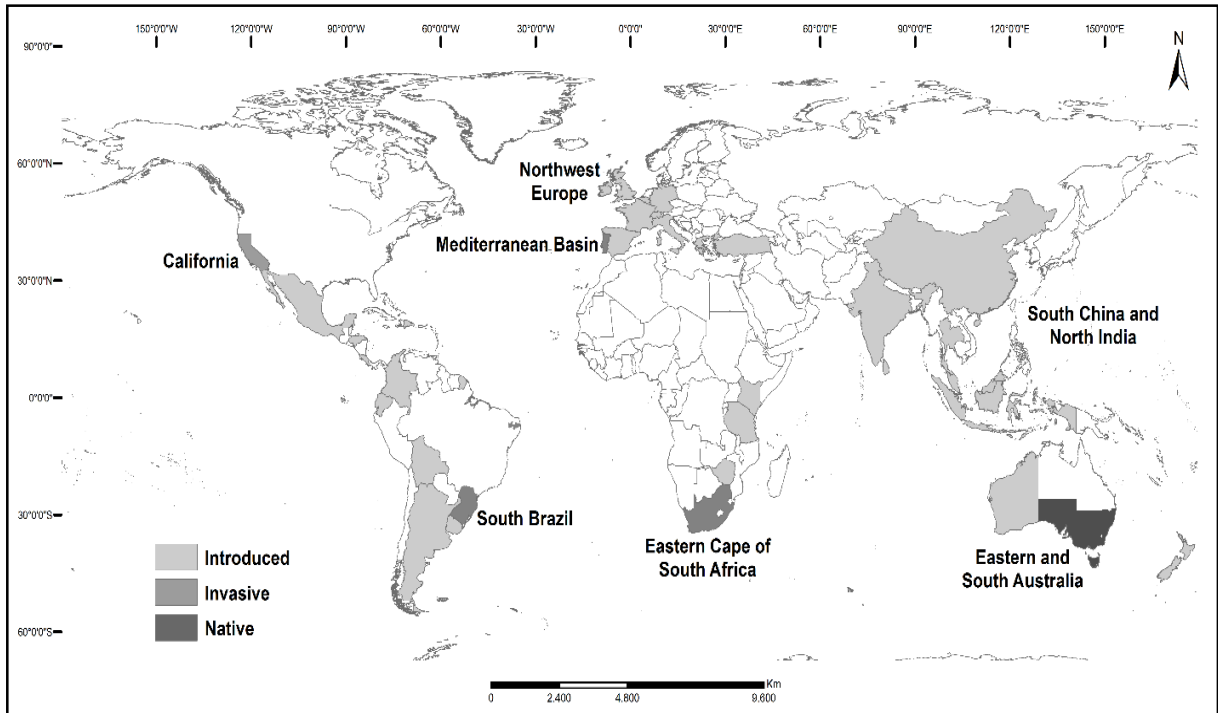 150°0'0"W 120°0'0"W 90°0'0"W 60°0'0"W 30°0'0"W 0°0'0" 30°0'0"E 60°0'0"E 90°0'0"E 120°0'0"E 150°0'0"E
90°0'0"N
N
60°0'0"N
Northwest
Europe
Mediterranean Basin
California
30°0'0"N
South China and
North India
0°0'0"
South Brazil
30°0'0"S
Eastern Cape of
South Africa
Eastern and
South Australia
Introduced
Invasive
Native
60°0'0"S
Km
0 2.400 4.800 9.600